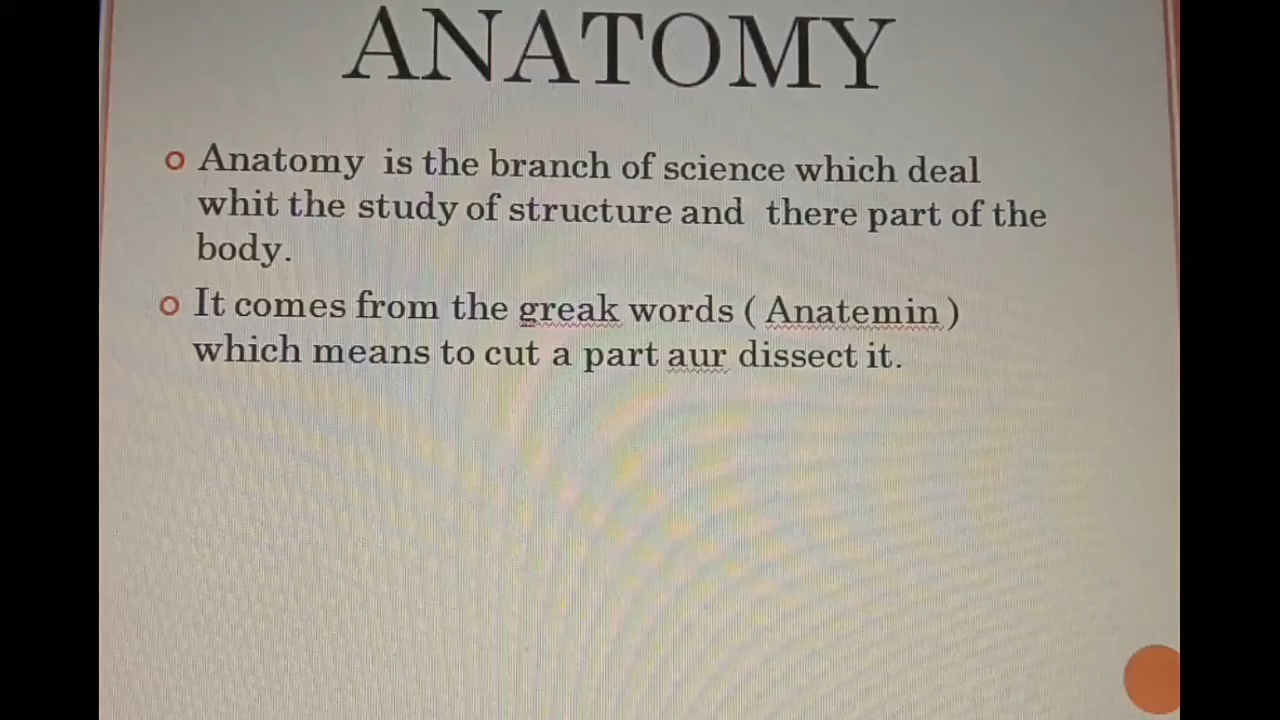 ANATOMY
Anatomy is the branch of science which deal
whit the study of structure and there part of the
body.
It comes from the greak words ( Anatemin )
which means to cut a part aur dissect it.